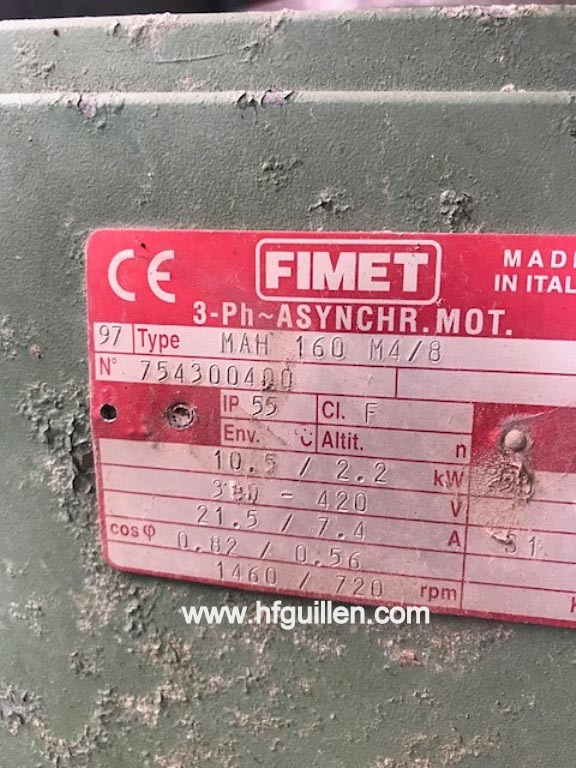 CE FIMET MADE
IN ITAL
3-Ph~ASYNCHR.MOT.
97 Type MAH 160 M4/8
N° 754300400
IP 55 Cl. F
Env. °C Altit. n
10.5 / 2.2 kW
380 - 420 V
21.5 / 7.4 A S1
cosφ 0.82 / 0.56
1460 / 720 rpm
www.hfguillen.com